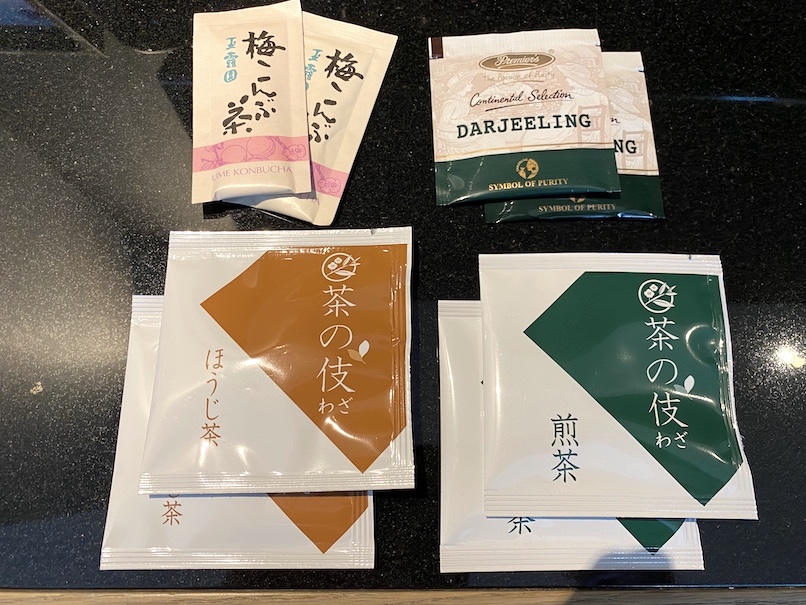 梅こんぶ茶
玉露園
UME KONBUCHA
梅こんぶ
玉露園
Premier's
The Passion of Purity
Continental Selection
DARJEELING
SYMBOL OF PURITY
NG
SYMBOL OF PURITY
茶の伎
わざ
ほうじ茶
茶
茶の伎
わざ
煎茶
茶